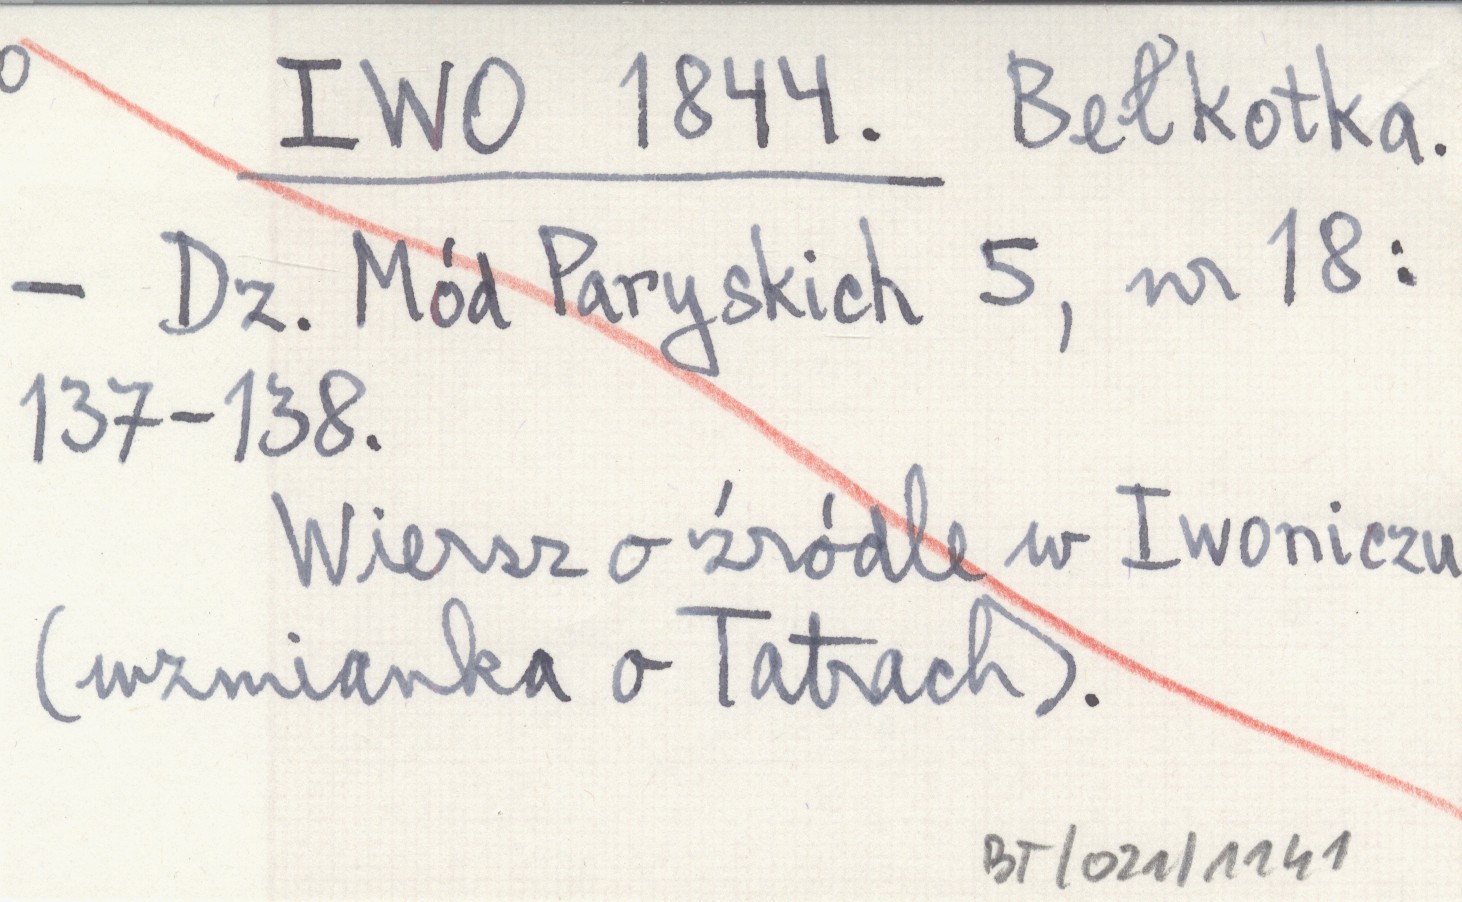 o
IWO 1844. Bełkotka.
– Dz. Mód Paryskich 5, nr 18:
137–138.
Wiersz o źródle w Iwoniczu
(wzmianka o Tatrach).
BT/021/1141